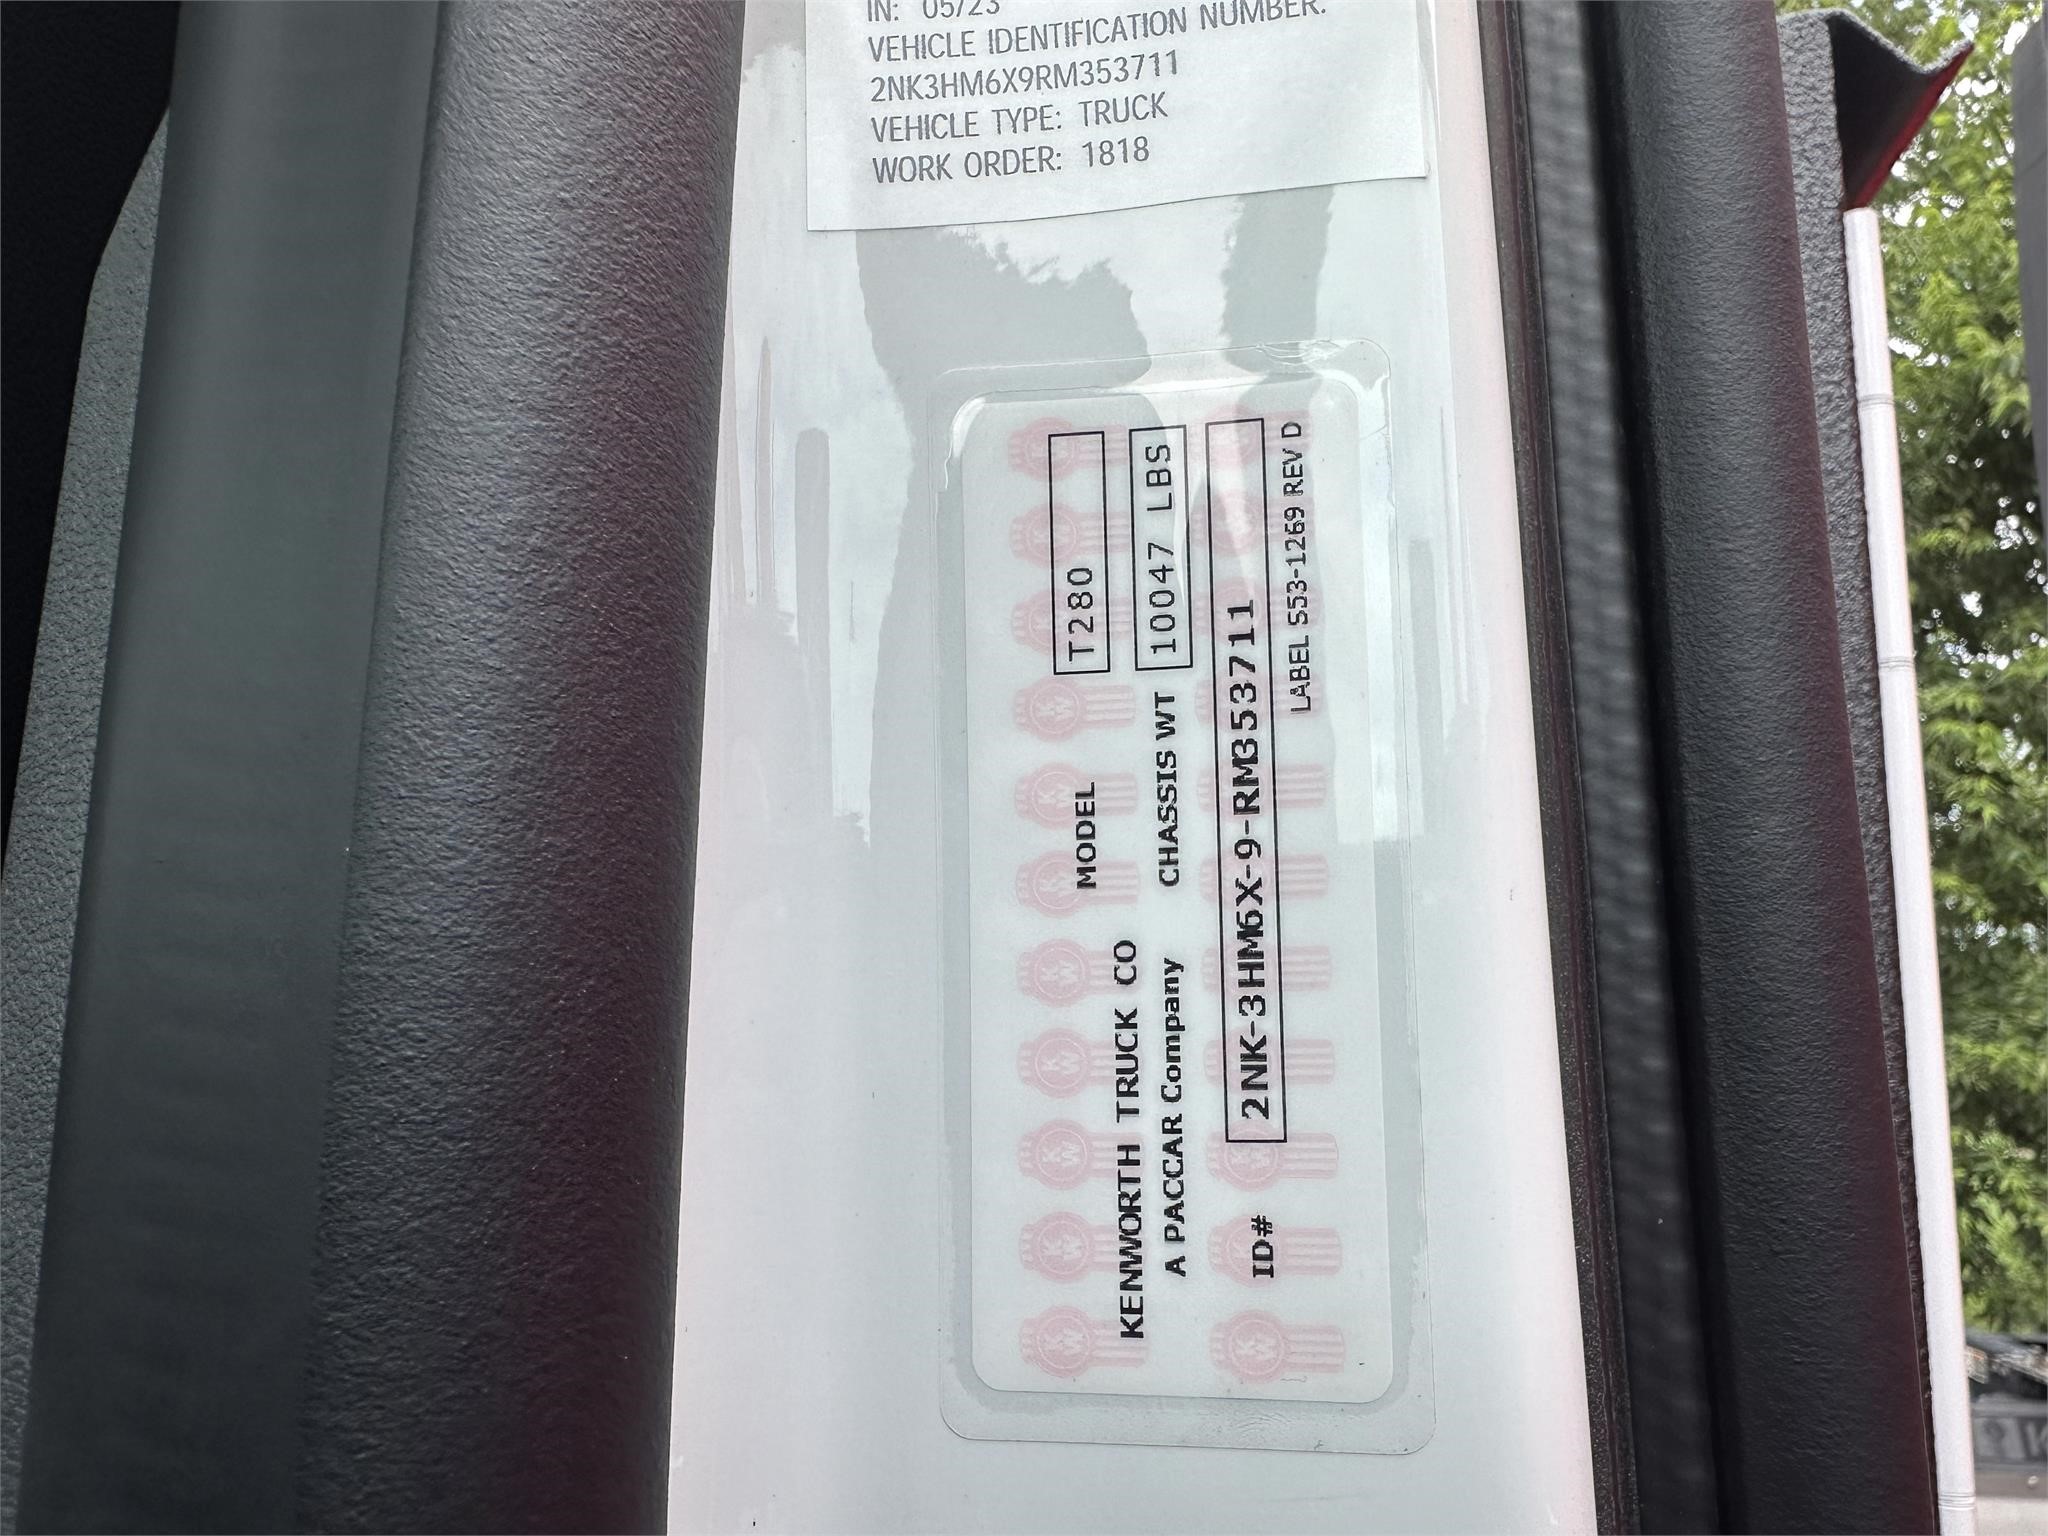 IN: 05/23
VEHICLE IDENTIFICATION NUMBER:
2NK3HM6X9RM353711
VEHICLE TYPE: TRUCK
WORK ORDER: 1818
KENWORTH TRUCK CO MODEL T280
A PACCAR Company CHASSIS WT 10047 LBS
ID# 2NK-3HM6X-9-RM353711
LABEL S53-1269 REV D